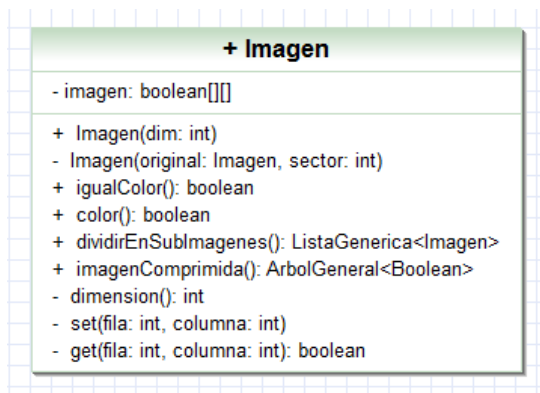 + Imagen
- imagen: boolean[][]
+ Imagen(dim: int)
- Imagen(original: Imagen, sector: int)
+ igualColor(): boolean
+ color(): boolean
+ dividirEnSubImagenes(): ListaGenerica<Imagen>
+ imagenComprimida(): ArbolGeneral<Boolean>
- dimension(): int
- set(fila: int, columna: int)
- get(fila: int, columna: int): boolean